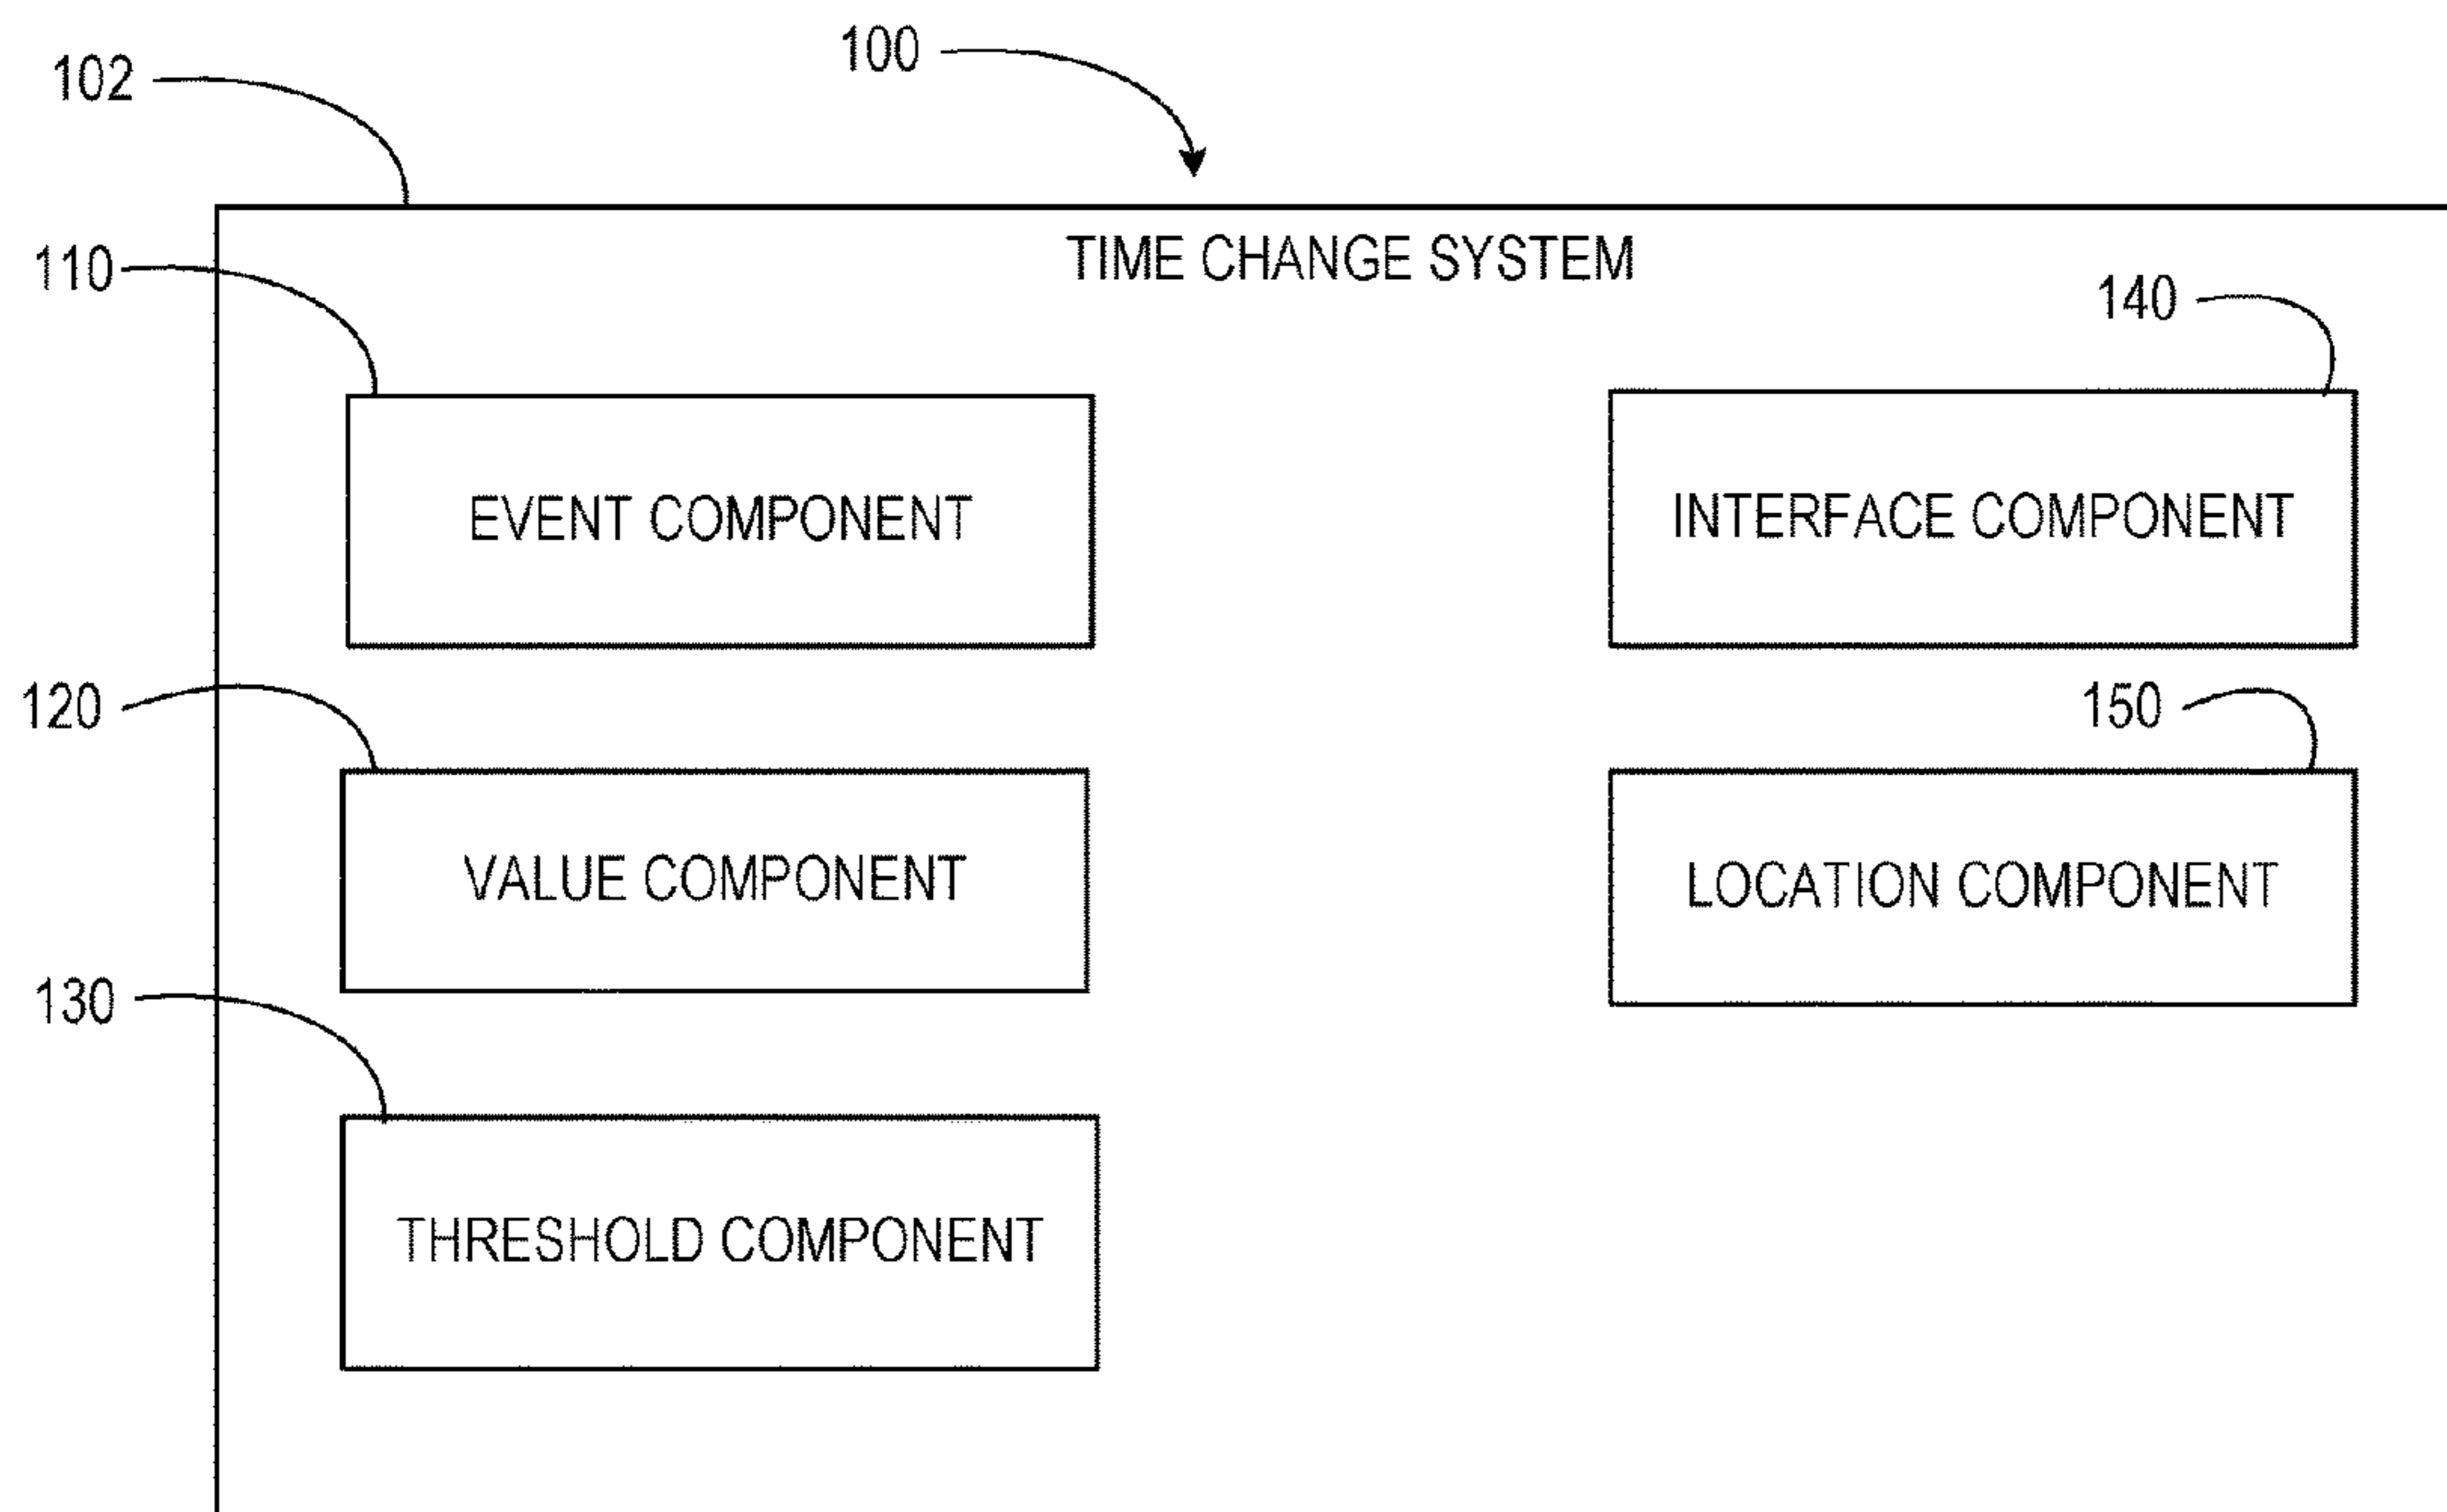 100
102
TIME CHANGE SYSTEM
110
140
EVENT COMPONENT
INTERFACE COMPONENT
120
150
VALUE COMPONENT
LOCATION COMPONENT
130
THRESHOLD COMPONENT